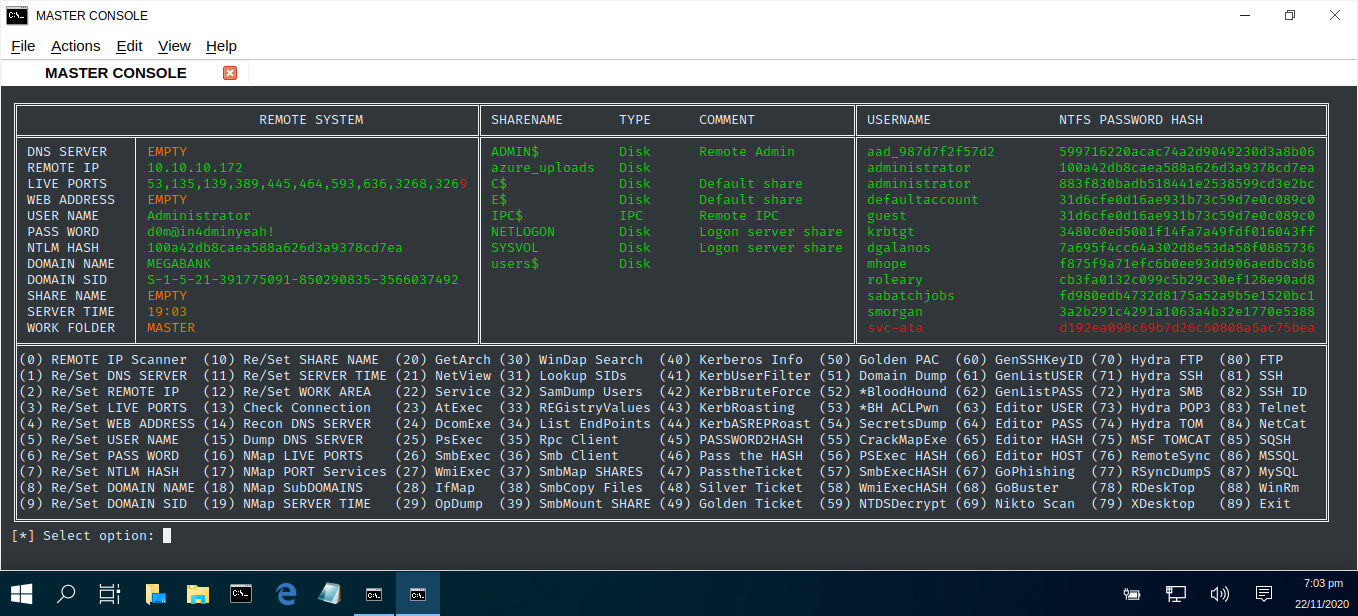 MASTER CONSOLE
File Actions Edit View Help
MASTER CONSOLE
REMOTE SYSTEM SHARENAME TYPE COMMENT USERNAME NTFS PASSWORD HASH
DNS SERVER EMPTY ADMIN$ Disk Remote Admin aad_987d7f2f57d2 599716220acac74a2d9049230d3a8b06
REMOTE IP 10.10.10.172 azure_uploads Disk administrator 100a42db8caea588a626d3a9378cd7ea
LIVE PORTS 53,135,139,389,445,464,593,636,3268,3269 C$ Disk Default share administrator 883f830badb518441e2538599cd3e2bc
WEB ADDRESS EMPTY E$ Disk Default share defaultaccount 31d6cfe0d16ae931b73c59d7e0c089c0
USER NAME Administrator IPC$ IPC Remote IPC guest 31d6cfe0d16ae931b73c59d7e0c089c0
PASS WORD d0m@in4dminyeah! NETLOGON Disk Logon server share krbtgt 3480c0ed5001f14fa7a49fdf016043ff
NTLM HASH 100a42db8caea588a626d3a9378cd7ea SYSVOL Disk Logon server share dgalanos 7a695f4cc64a302d8e53da58f0885736
DOMAIN NAME MEGABANK users$ Disk mhope f875f9a71efc6b0ee93dd906aedbc8b6
DOMAIN SID S-1-5-21-391775091-850290835-3566037492 roleary cb3fa0132c099c5b29c30ef128e90ad8
SHARE NAME EMPTY sabatchjobs fd980edb4732d8175a52a9b5e1520bc1
SERVER TIME 19:03 smorgan 3a2b291c4291a1063a4b32e1770e5388
WORK FOLDER MASTER svc-ata d192ea098c69b7d26c50808a5ac75bea
(0) REMOTE IP Scanner (10) Re/Set SHARE NAME (20) GetArch (30) WinDap Search (40) Kerberos Info (50) Golden PAC (60) GenSSHKeyID (70) Hydra FTP (80) FTP
(1) Re/Set DNS SERVER (11) Re/Set SERVER TIME (21) NetView (31) Lookup SIDs (41) KerbUserFilter (51) Domain Dump (61) GenListUSER (71) Hydra SSH (81) SSH
(2) Re/Set REMOTE IP (12) Re/Set WORK AREA (22) Service (32) SamDump Users (42) KerbBruteForce (52) *BloodHound (62) GenListPASS (72) Hydra SMB (82) SSH ID
(3) Re/Set LIVE PORTS (13) Check Connection (23) AtExec (33) REGistryValues (43) KerbRoasting (53) *BH ACLPwn (63) Editor USER (73) Hydra POP3 (83) Telnet
(4) Re/Set WEB ADDRESS (14) Recon DNS SERVER (24) DcomExe (34) List EndPoints (44) KerbASREPRoast (54) SecretsDump (64) Editor PASS (74) Hydra TOM (84) NetCat
(5) Re/Set USER NAME (15) Dump DNS SERVER (25) PsExec (35) Rpc Client (45) PASSWORD2HASH (55) CrackMapExe (65) Editor HASH (75) MSF TOMCAT (85) SQSH
(6) Re/Set PASS WORD (16) NMap LIVE PORTS (26) SmbExec (36) Smb Client (46) Pass the HASH (56) PSExec HASH (66) Editor HOST (76) RemoteSync (86) MSSQL
(7) Re/Set NTLM HASH (17) NMap PORT Services (27) WmiExec (37) SmbMap SHARES (47) PasstheTicket (57) SmbExecHASH (67) GoPhishing (77) RSyncDumpS (87) MySQL
(8) Re/Set DOMAIN NAME (18) NMap SubDOMAINS (28) IfMap (38) SmbCopy Files (48) Silver Ticket (58) WmiExecHASH (68) GoBuster (78) RDeskTop (88) WinRm
(9) Re/Set DOMAIN SID (19) NMap SERVER TIME (29) OpDump (39) SmbMount SHARE (49) Golden Ticket (59) NTDSDecrypt (69) Nikto Scan (79) XDesktop (89) Exit
[*] Select option:
7:03 pm
22/11/2020